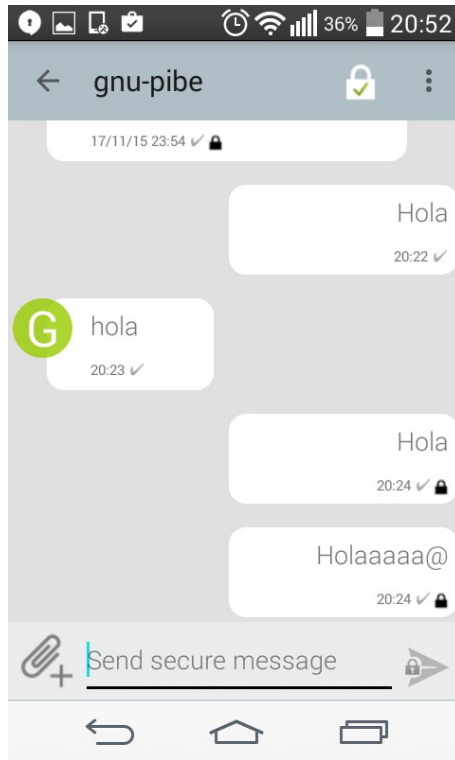 36% 20:52
gnu-pibe
17/11/15 23:54
Hola
20:22
G
hola
20:23
Hola
20:24
Holaaaaa@
20:24
Send secure message